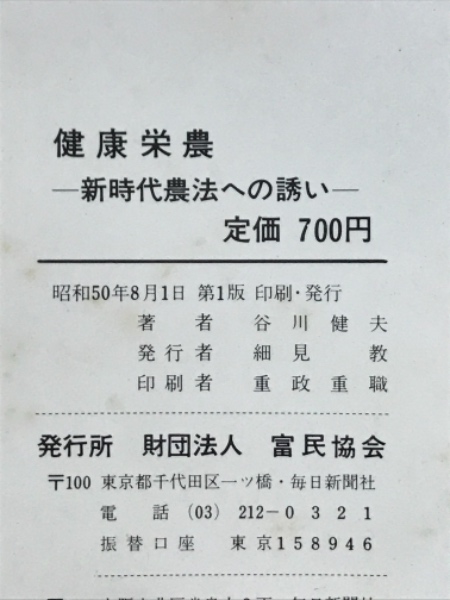 健康栄農
―新時代農法への誘い―
定価 700円
昭和50年8月1日 第1版 印刷・発行
著者 谷川健夫
発行者 細見教
印刷者 重政重職
発行所 財団法人 富民協会
〒100 東京都千代田区一ッ橋・毎日新聞社
電話 (03) 212-0321
振替口座 東京158946